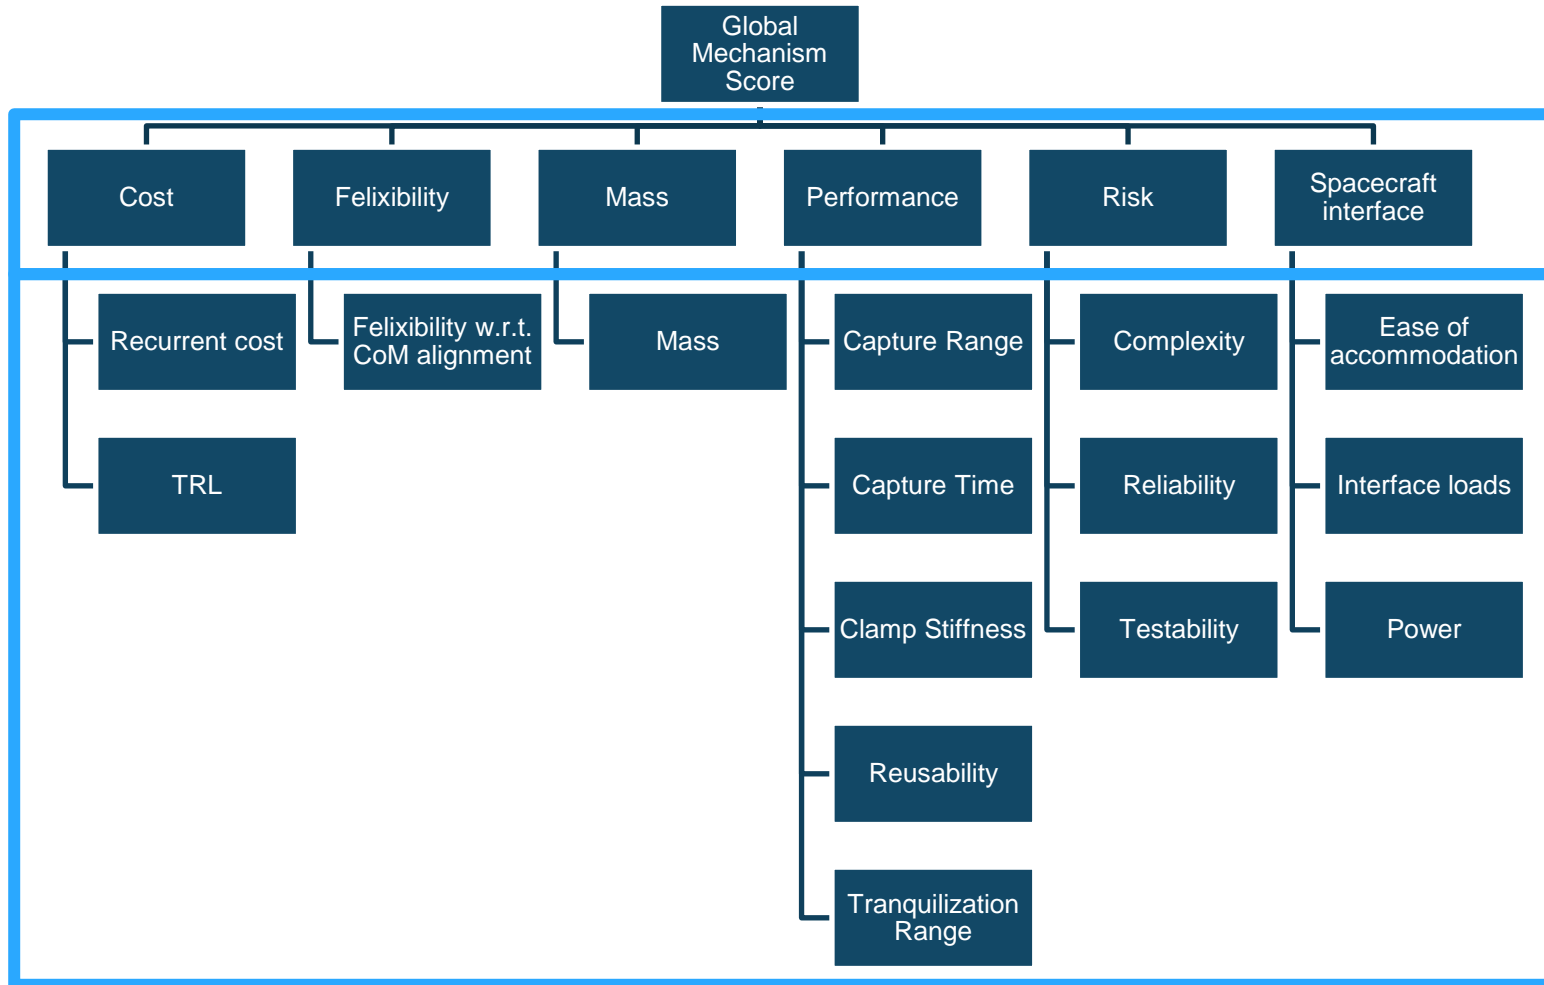 Global
Mechanism
Score
Cost
Felixibility
Mass
Performance
Risk
Spacecraft
interface
Recurrent cost
TRL
Felixibility w.r.t.
CoM alignment
Mass
Capture Range
Capture Time
Clamp Stiffness
Reusability
Tranquilization
Range
Complexity
Reliability
Testability
Ease of
accommodation
Interface loads
Power